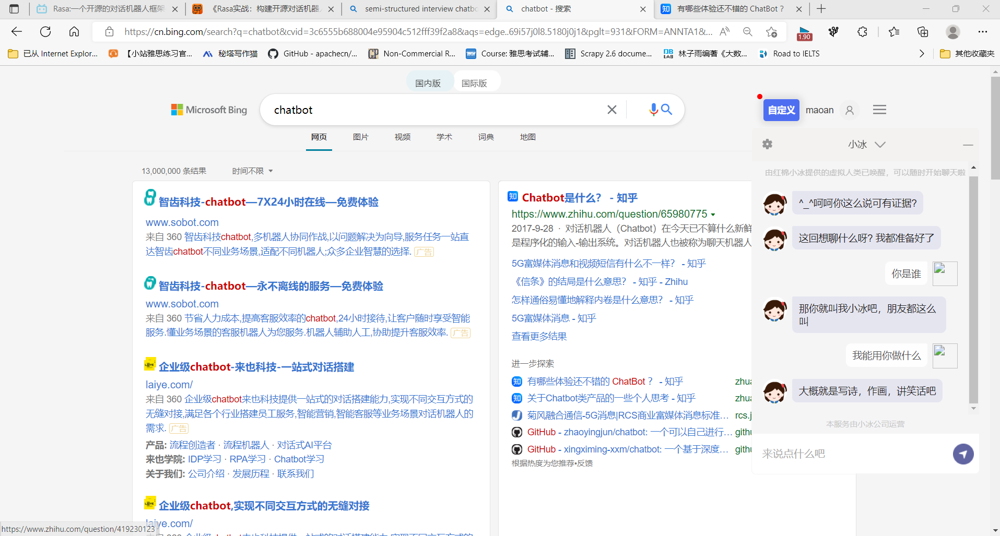 Rasa:一个开源的对话机器人框架
《Rasa实战：构建开源对话机器
semi-structured interview chatbo
chatbot - 搜索
有哪些体验还不错的 ChatBot？
https://cn.bing.com/search?q=chatbot&cvid=3c6555b688004e95904c512fff39f2a8&aqs=edge..69i57j0l8.5180j0j1&pglt=931&FORM=ANNTA1&...
1.90
已从 Internet Explor...
【小站雅思练习官...
秘塔写作猫
GitHub - apachecn/...
Non-Commercial R...
Course: 雅思考试辅...
Scrapy 2.6 docume...
林子雨编著《大数...
Road to IELTS
其他收藏夹
国内版
国际版
Microsoft Bing
chatbot
自定义
maoan
网页
图片
视频
学术
词典
地图
13,000,000 条结果
时间不限
智齿科技-chatbot—7X24小时在线—免费体验
www.sobot.com
来自 360 智齿科技chatbot,多机器人协同作战,以问题解决为向导,服务任务一站直
达智齿chatbot不同业务场景,适配不同机器人;众多企业智慧的选择. 广告
智齿科技-chatbot—永不离线的服务—免费体验
www.sobot.com
来自 360 节省人力成本,提高客服效率的chatbot,24小时接待,让客户随时享受智能
服务.懂业务场景的客服机器人为您服务.机器人辅助人工,协助提升客服效率. 广告
企业级chatbot-来也科技-一站式对话搭建
laiye.com/
来自 360 企业级chatbot来也科技提供一站式的对话搭建能力,实现不同交互方式的
无缝对接,满足各个行业搭建员工服务,智能营销,智能客服等业务场景对话机器人的
需求. 广告
产品: 流程创造者 · 流程机器人 · 对话式AI平台
来也学院: IDP学习 · RPA学习 · Chatbot学习
关于我们: 公司介绍 · 发展历程 · 联系我们
企业级chatbot,实现不同交互方式的无缝对接
laiye.com/
Chatbot是什么？ - 知乎
https://www.zhihu.com/question/65980775
2017-9-28 · 对话机器人（Chatbot）在今天已不算什么新鲜
是程序化的输入-输出系统。对话机器人也被称为聊天机器人
5G富媒体消息和视频短信有什么不一样？ - 知乎
《信条》的结局是什么意思？ - 知乎 - Zhihu
怎样通俗易懂地解释内卷是什么意思？ - 知乎
5G富媒体消息 - 知乎
查看更多结果
进一步探索
有哪些体验还不错的 ChatBot ？ - 知乎
zhua
关于Chatbot类产品的一些个人思考 - 知乎
zhua
菊风融合通信-5G消息|RCS商业富媒体消息标准…
rcs.j
GitHub - zhaoyingjun/chatbot: 一个可以自己进行…
githu
GitHub - xingximing-xxm/chatbot: 一个基于深度…
githu
根据热度为您推荐•反馈
小冰
由红棉小冰提供的虚拟人类已唤醒，可以随时开始聊天啦
^_^呵呵你这么说可有证据?
这回想聊什么呀? 我都准备好了
你是谁
那你就叫我小冰吧，朋友都这么
叫
我能用你做什么
大概就是写诗，作画，讲笑话吧
本服务由小冰公司运营
来说点什么吧
https://www.zhihu.com/question/419230123